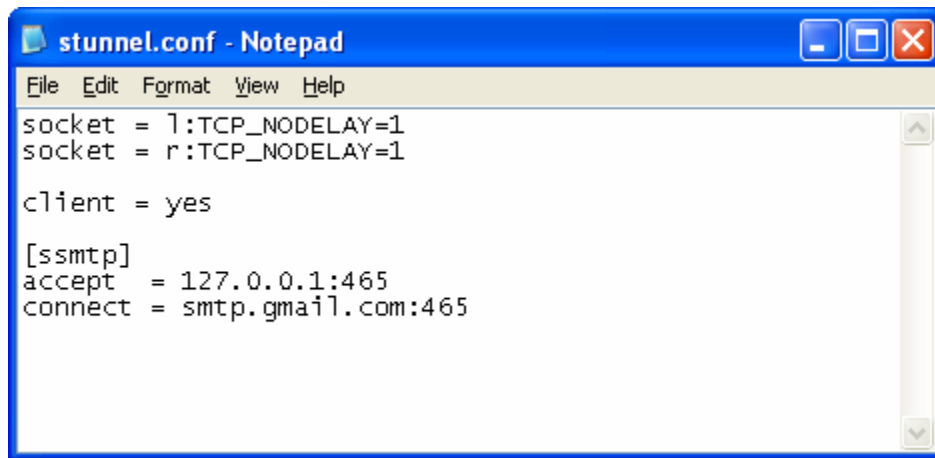 stunnel.conf - Notepad
File Edit Format View Help
socket = l:TCP_NODELAY=1
socket = r:TCP_NODELAY=1
client = yes
[ssmtp]
accept  = 127.0.0.1:465
connect = smtp.gmail.com:465